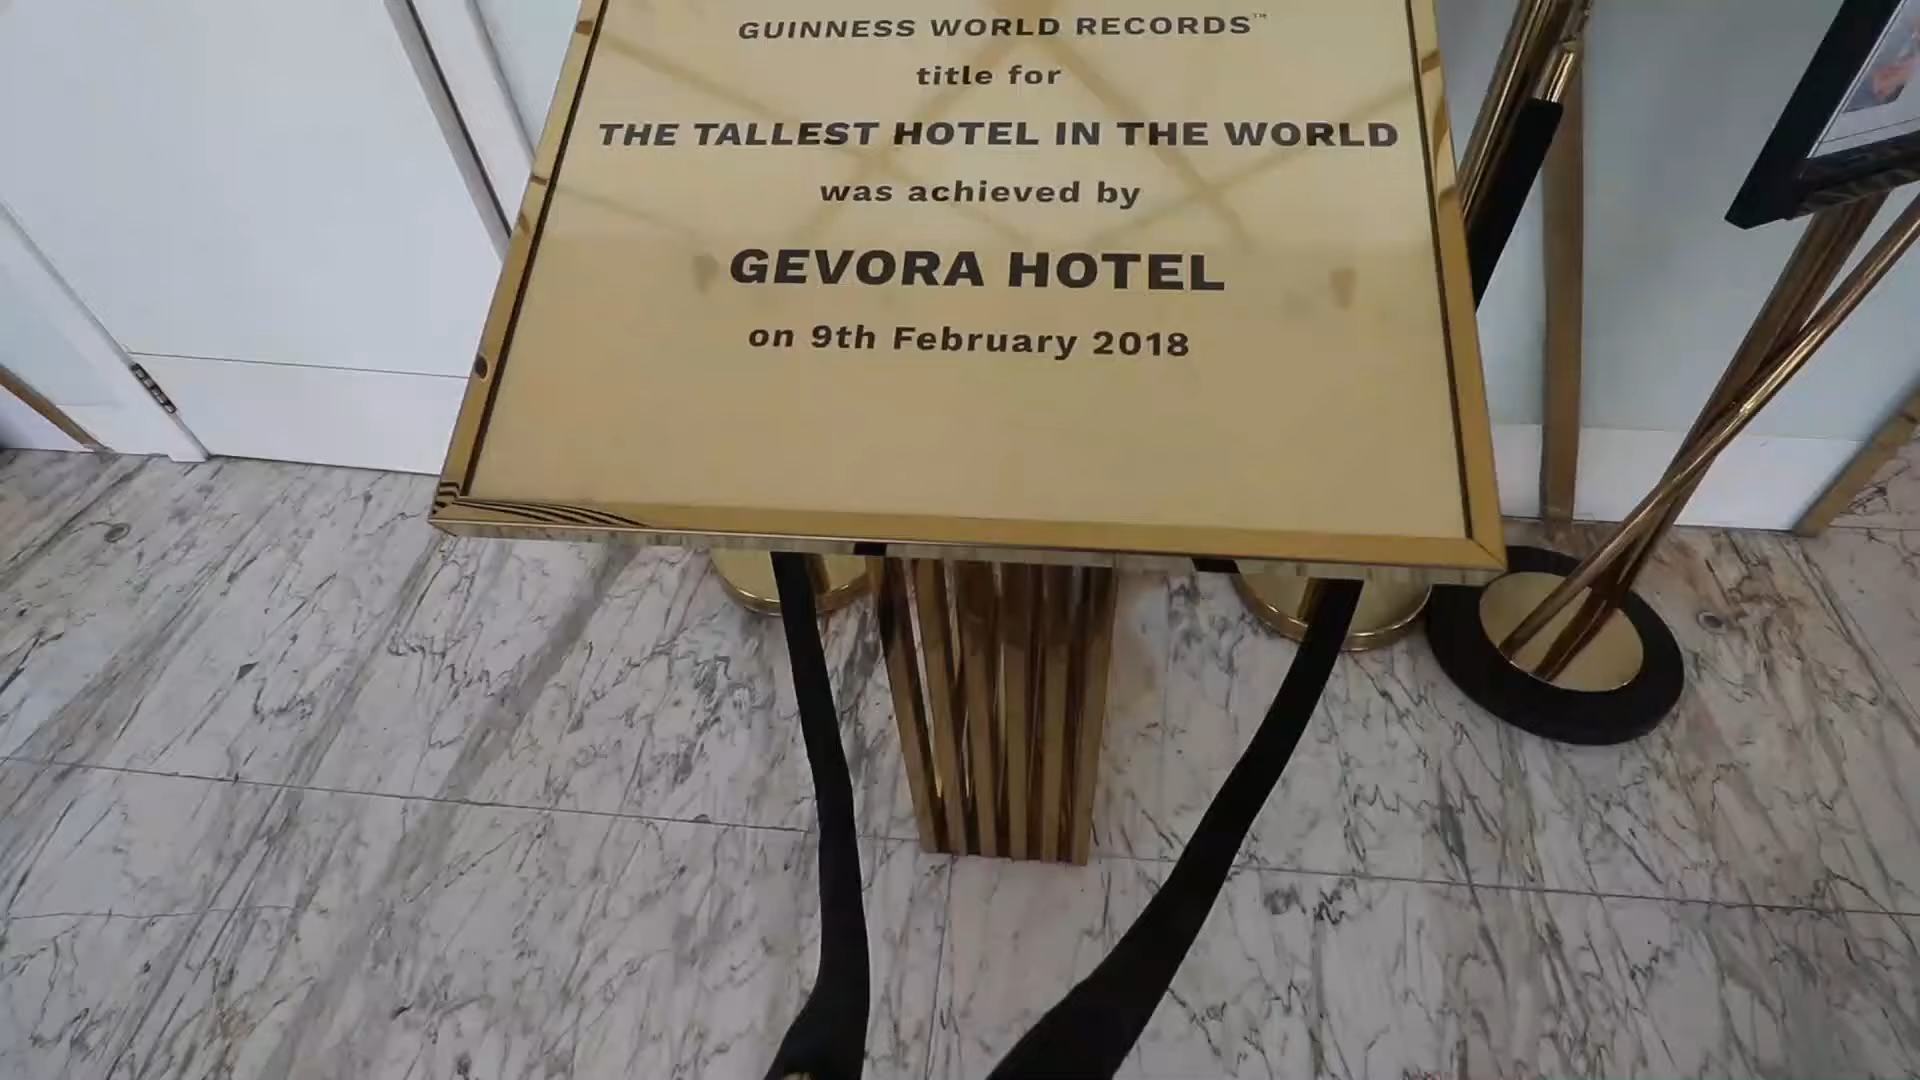 GUINNESS WORLD RECORDS™
title for
THE TALLEST HOTEL IN THE WORLD
was achieved by
GEVORA HOTEL
on 9th February 2018